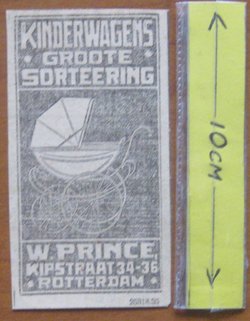 KINDERWAGENS
GROOTE
SORTEERING
W. PRINCE,
KIPSTRAAT 34-36
ROTTERDAM
10CM